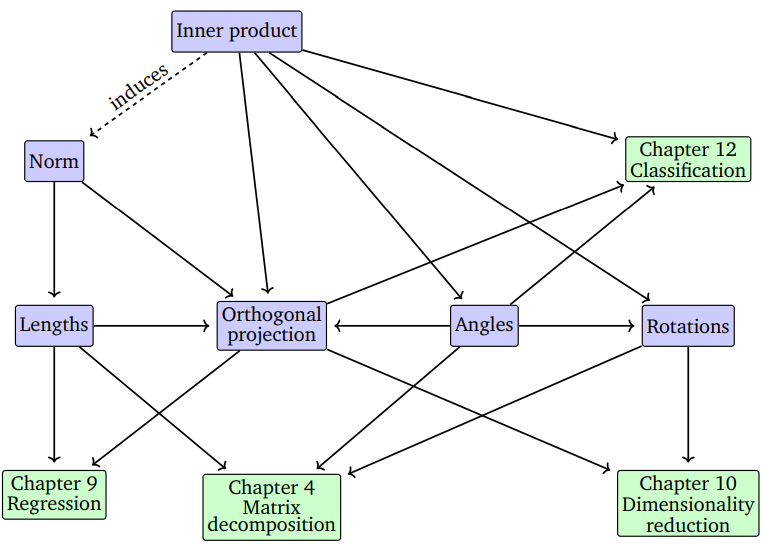 Inner product
induces
Norm
Chapter 12
Classification
Lengths
Orthogonal
projection
Angles
Rotations
Chapter 9
Regression
Chapter 4
Matrix
decomposition
Chapter 10
Dimensionality
reduction